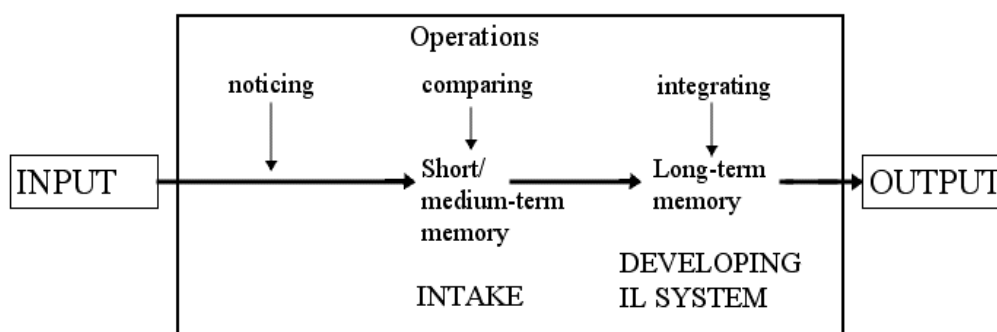 Operations
noticing
comparing
integrating
INPUT
Short/
medium-term
memory
Long-term
memory
OUTPUT
INTAKE
DEVELOPING
IL SYSTEM